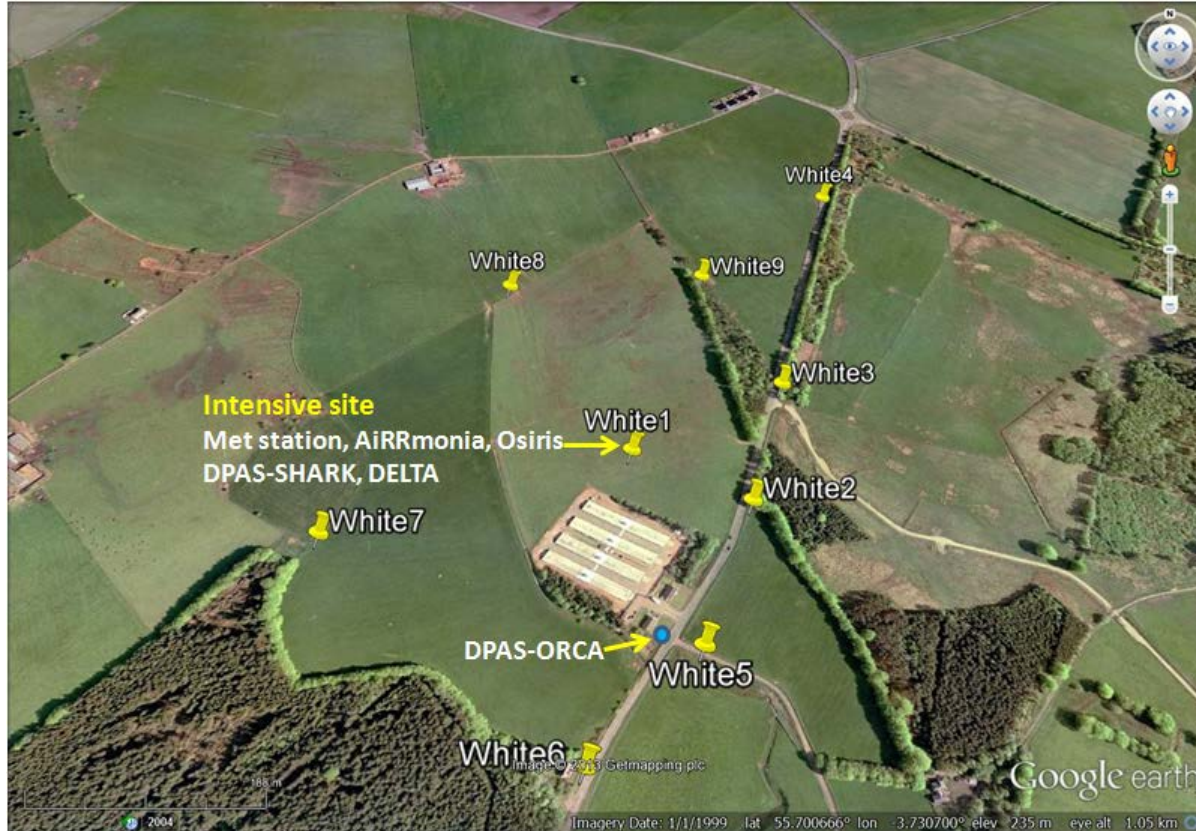 N
White4
White8
White9
White3
Intensive site
Met station, AiRRmonia, Osiris
DPAS-SHARK, DELTA
White1
White2
White7
DPAS-ORCA
White5
White6
Image © 2013 Getmapping plc
Google earth
188 m
2004
Imagery Date: 1/1/1999 lat 55.700666° lon -3.730700° elev 235 m eye alt 1.05 km